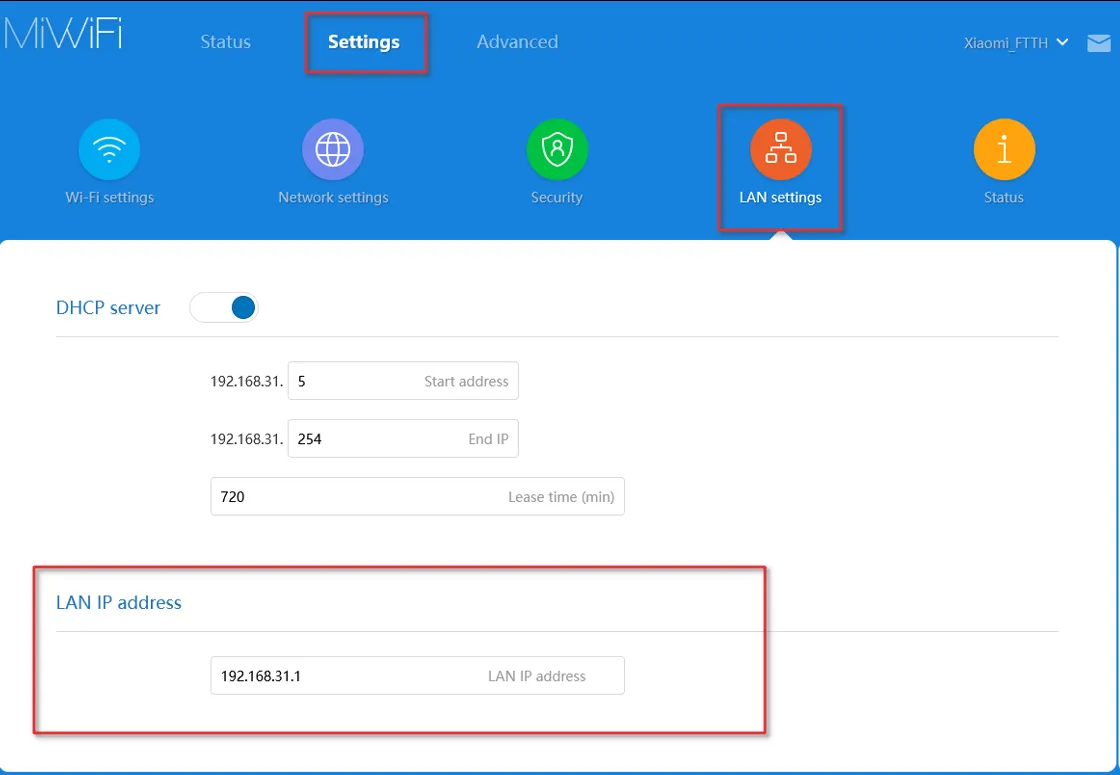 MiWiFi Status Settings Advanced Xiaomi_FTTH
Wi-Fi settings Network settings Security LAN settings Status
DHCP server
192.168.31. 5 Start address
192.168.31. 254 End IP
720 Lease time (min)
LAN IP address
192.168.31.1 LAN IP address